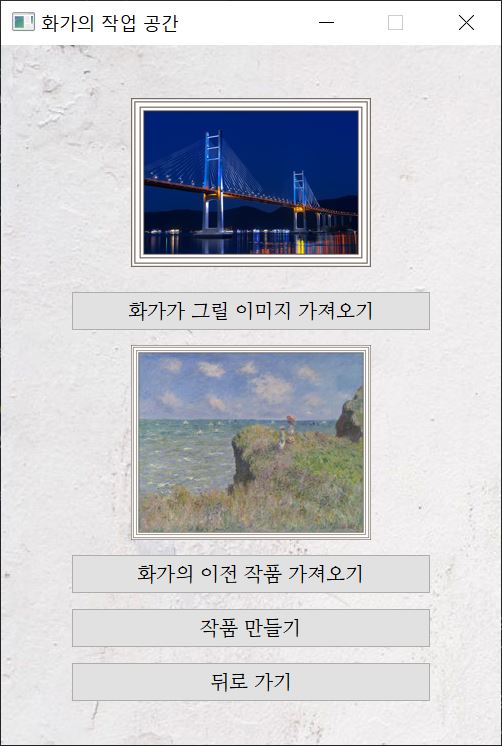 화가의 작업 공간
화가가 그릴 이미지 가져오기
화가의 이전 작품 가져오기
작품 만들기
뒤로 가기